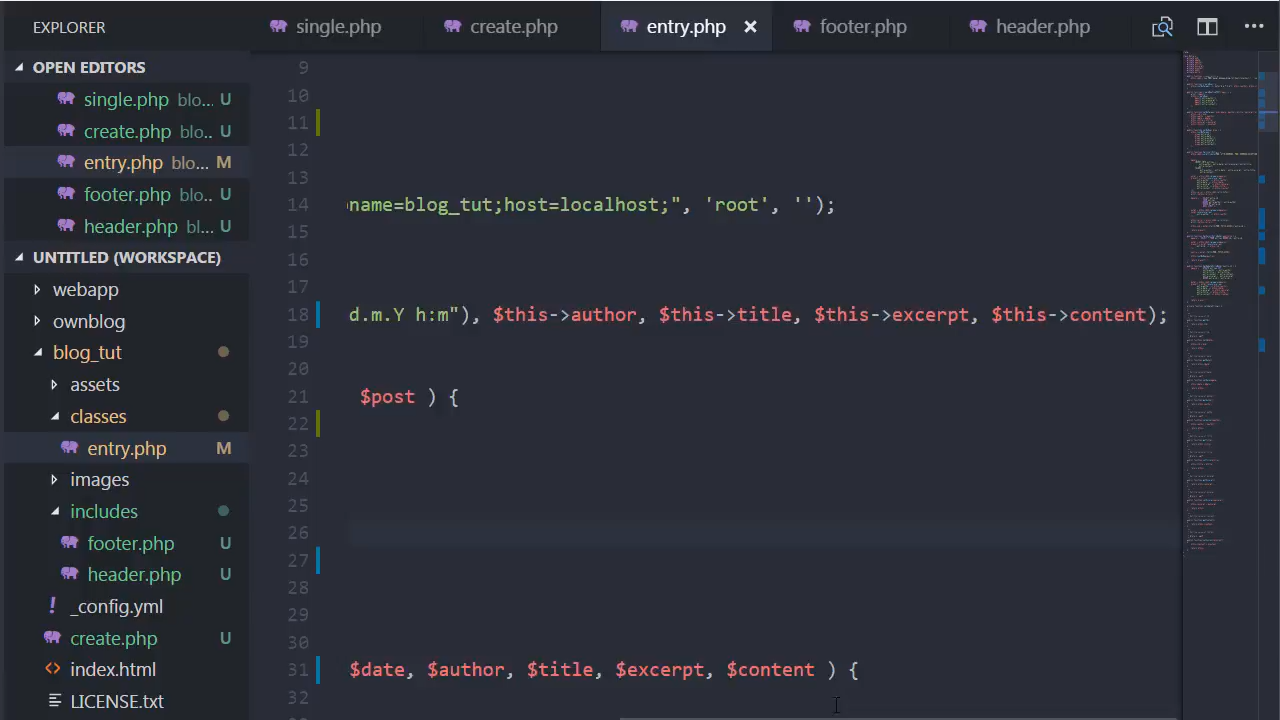 EXPLORER
single.php
create.php
entry.php
footer.php
header.php
OPEN EDITORS
single.php blo... U
create.php blo.. U
entry.php blo... M
footer.php blo.. U
header.php blo.. U
UNTITLED (WORKSPACE)
webapp
ownblog
blog_tut
assets
classes
entry.php M
images
includes
footer.php U
header.php U
_config.yml
create.php U
index.html
LICENSE.txt
9
10
11
12
13
14 name=blog_tut;host=localhost;", 'root', '');
15
16
17
18 d.m.Y h:m"), $this->author, $this->title, $this->excerpt, $this->content);
19
20
21 $post ) {
22
23
24
25
26
27
28
29
30
31 $date, $author, $title, $excerpt, $content ) {
32